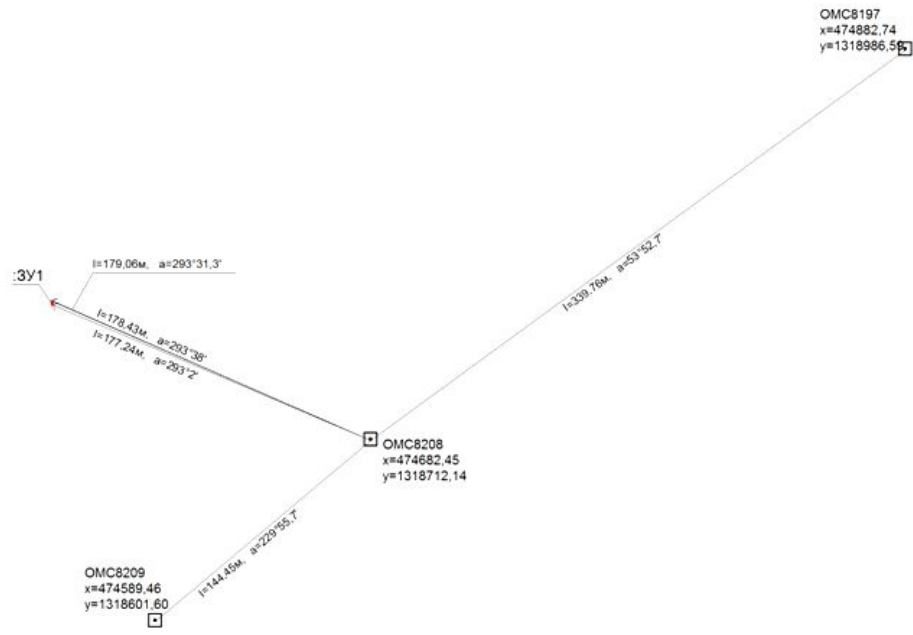 ОМС8197
x=474882,74
y=1318986,59
l=339,76м, a=53°52,7'
l=179,06м, a=293°31,3'
:ЗУ1
l=178,43м, a=293°38'
l=177,24м, a=293°2'
ОМС8208
x=474682,45
y=1318712,14
l=144,45м, a=229°55,7'
ОМС8209
x=474589,46
y=1318601,60